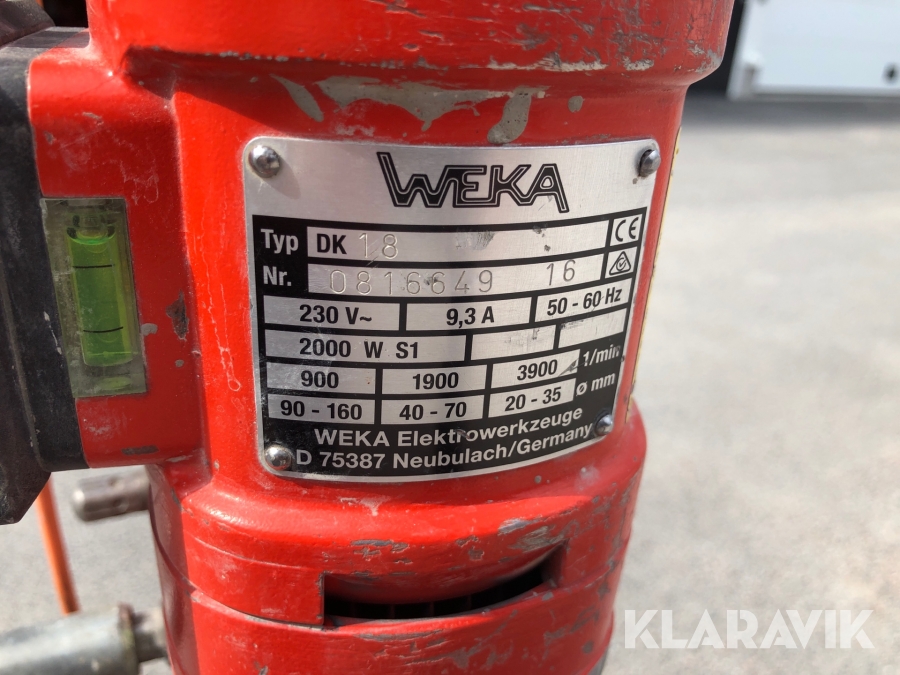 WEKA
Typ DK 18 CE
Nr. 0816649 16
230 V~ 9,3 A 50 - 60 Hz
2000 W S1
900 1900 3900 1/min
90 - 160 40 - 70 20 - 35 ø mm
WEKA Elektrowerkzeuge
D 75387 Neubulach/Germany
KLARAVIK